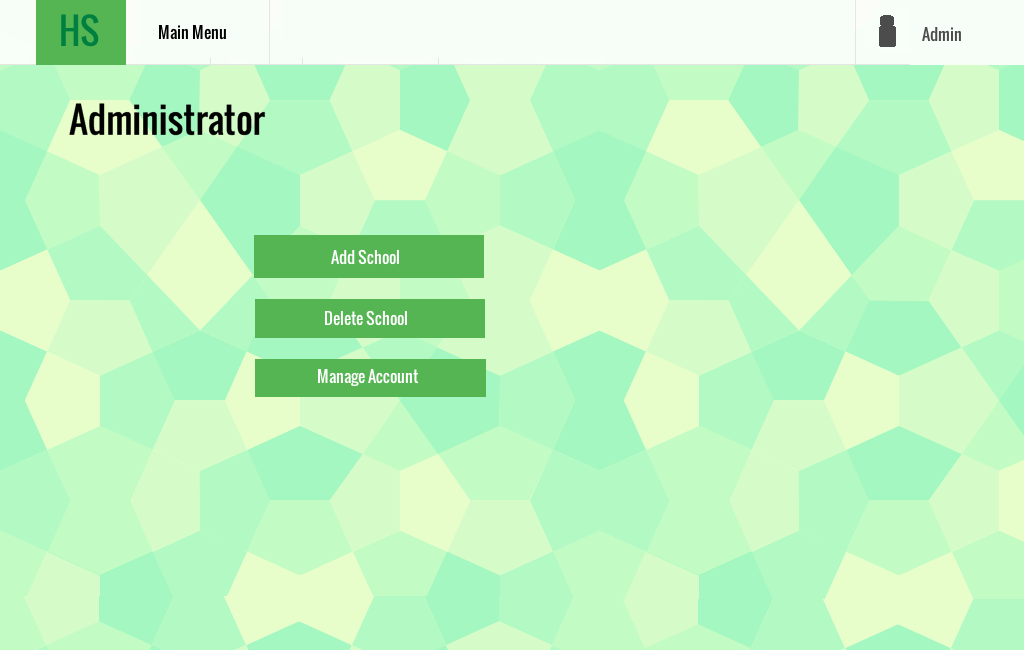 HS
Main Menu
Admin
Administrator
Add School
Delete School
Manage Account